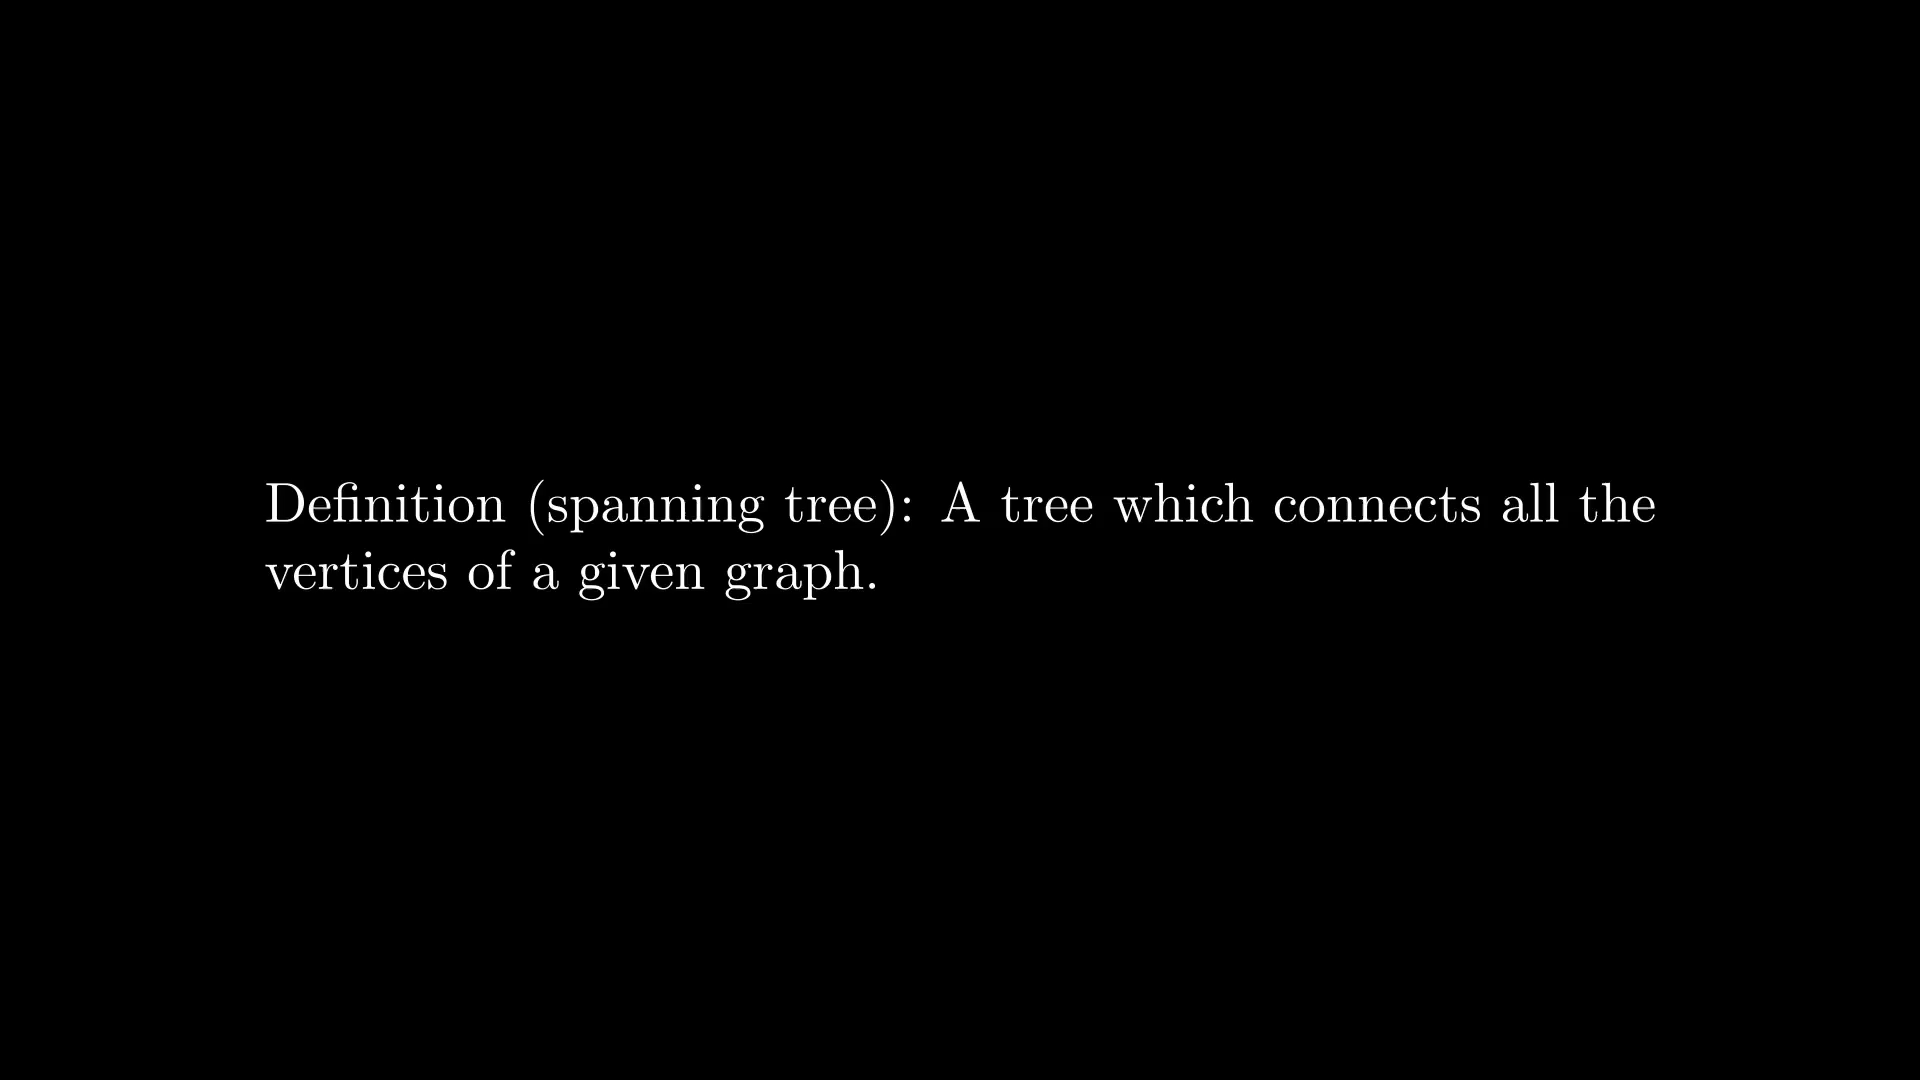 Definition (spanning tree): A tree which connects all the
vertices of a given graph.